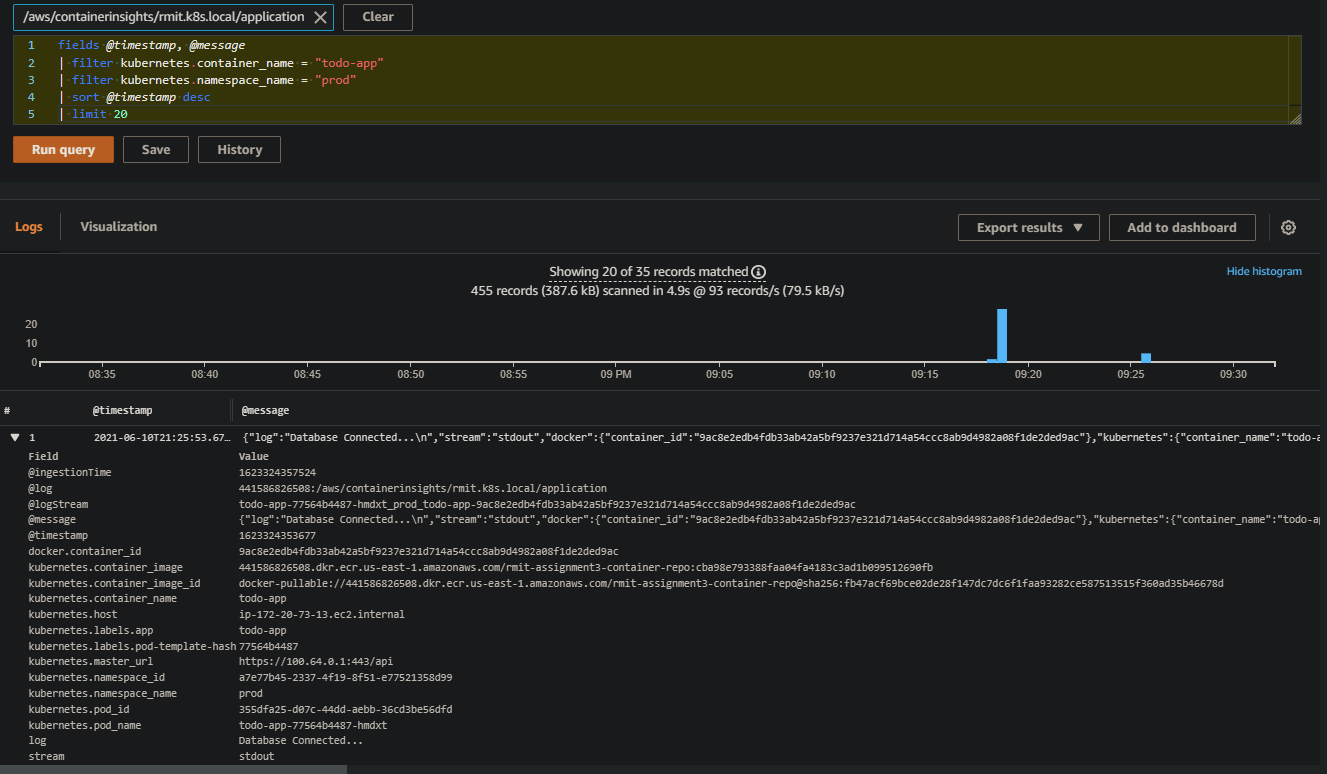 /aws/containerinsights/rmit.k8s.local/application Clear
1 fields @timestamp, @message
2 | filter kubernetes.container_name = "todo-app"
3 | filter kubernetes.namespace_name = "prod"
4 | sort @timestamp desc
5 | limit 20
Run query Save History
Logs Visualization Export results Add to dashboard
Showing 20 of 35 records matched
Hide histogram
455 records (387.6 kB) scanned in 4.9s @ 93 records/s (79.5 kB/s)
20
10
0
08:35 08:40 08:45 08:50 08:55 09 PM 09:05 09:10 09:15 09:20 09:25 09:30
# @timestamp @message
1 2021-06-10T21:25:53.67… {"log":"Database Connected...\n","stream":"stdout","docker":{"container_id":"9ac8e2edb4fdb33ab42a5bf9237e321d714a54ccc8ab9d4982a08f1de2ded9ac"},"kubernetes":{"container_name":"todo-a
Field Value
@ingestionTime 1623324357524
@log 441586826508:/aws/containerinsights/rmit.k8s.local/application
@logStream todo-app-77564b4487-hmdxt_prod_todo-app-9ac8e2edb4fdb33ab42a5bf9237e321d714a54ccc8ab9d4982a08f1de2ded9ac
@message {"log":"Database Connected...\n","stream":"stdout","docker":{"container_id":"9ac8e2edb4fdb33ab42a5bf9237e321d714a54ccc8ab9d4982a08f1de2ded9ac"},"kubernetes":{"container_name":"todo-ap
@timestamp 1623324353677
docker.container_id 9ac8e2edb4fdb33ab42a5bf9237e321d714a54ccc8ab9d4982a08f1de2ded9ac
kubernetes.container_image 441586826508.dkr.ecr.us-east-1.amazonaws.com/rmit-assignment3-container-repo:cba98e793388faa04fa4183c3ad1b099512690fb
kubernetes.container_image_id docker-pullable://441586826508.dkr.ecr.us-east-1.amazonaws.com/rmit-assignment3-container-repo@sha256:fb47acf69bce02de28f147dc7dc6f1faa93282ce587513515f360ad35b46678d
kubernetes.container_name todo-app
kubernetes.host ip-172-20-73-13.ec2.internal
kubernetes.labels.app todo-app
kubernetes.labels.pod-template-hash 77564b4487
kubernetes.master_url https://100.64.0.1:443/api
kubernetes.namespace_id a7e77b45-2337-4f19-8f51-e77521358d99
kubernetes.namespace_name prod
kubernetes.pod_id 355dfa25-d07c-44dd-aebb-36cd3be56dfd
kubernetes.pod_name todo-app-77564b4487-hmdxt
log Database Connected...
stream stdout